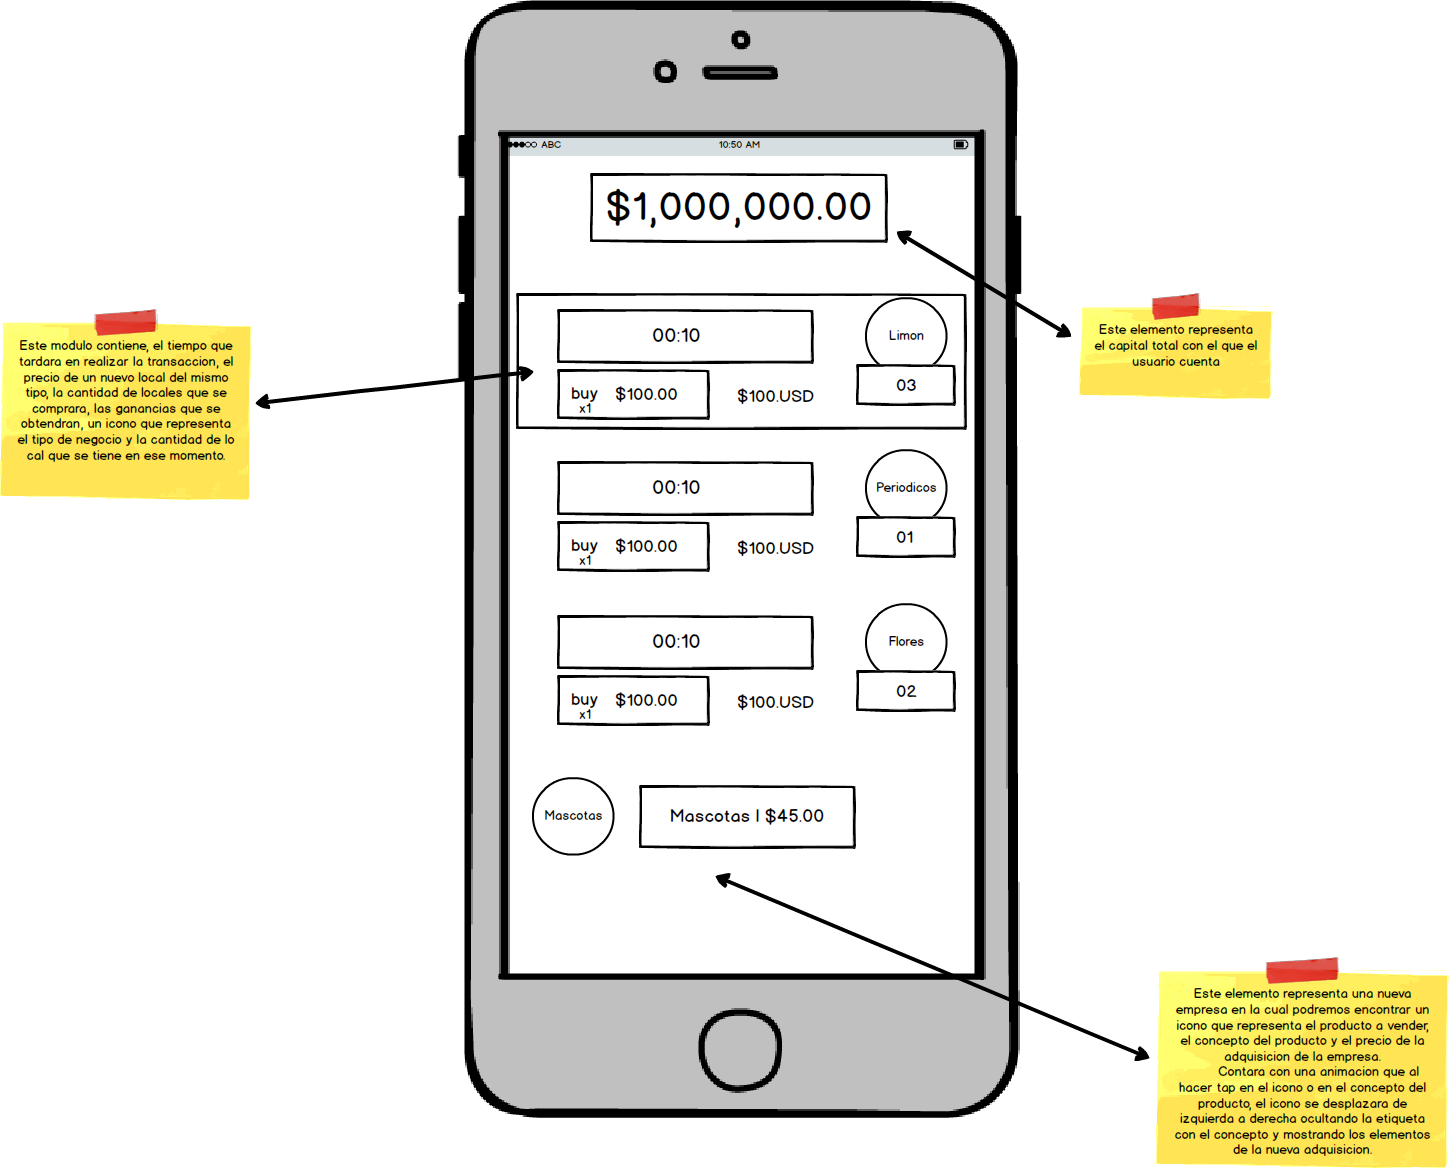 ABC 10:50 AM
$1,000,000.00
00:10
Limon
buy $100.00 $100.USD
x1
03
00:10
Periodicos
buy $100.00 $100.USD
x1
01
00:10
Flores
buy $100.00 $100.USD
x1
02
Mascotas
Mascotas | $45.00
Este modulo contiene, el tiempo que
tardara en realizar la transaccion, el
precio de un nuevo local del mismo
tipo, la cantidad de locales que se
comprara, las ganancias que se
obtendran, un icono que representa
el tipo de negocio y la cantidad de lo
cal que se tiene en ese momento.
Este elemento representa
el capital total con el que el
usuario cuenta
Este elemento representa una nueva
empresa en la cual podremos encontrar un
icono que representa el producto a vender,
el concepto del producto y el precio de la
adquisicion de la empresa.
Contara con una animacion que al
hacer tap en el icono o en el concepto del
producto, el icono se desplazara de
izquierda a derecha ocultando la etiqueta
con el concepto y mostrando los elementos
de la nueva adquisicion.